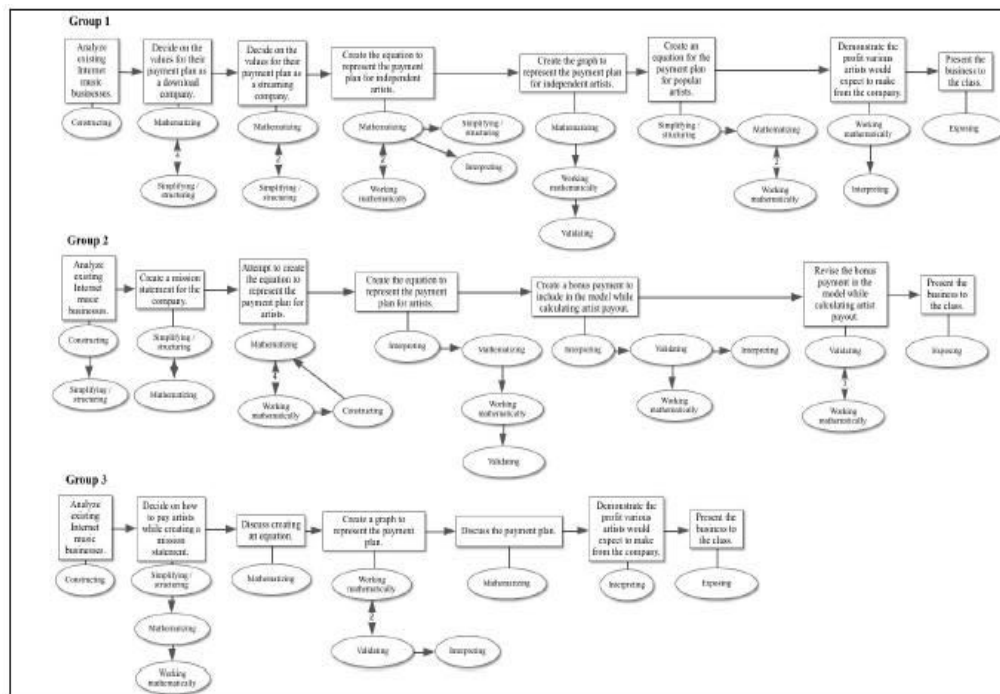 Group 1
Analyze
existing
Internet
music
businesses.
Decide on the
values for their
payment plan as
a download
company.
Decide on the
values for their
payment plan as
a streaming
company.
Create the equation to
represent the payment
plan for independent
artists.
Create the graph to
represent the payment plan
for independent artists.
Create an
equation for the
payment plan
for popular
artists.
Demonstrate the
profit various
artists would
expect to make
from the company.
Present the
business to
the class.
Constructing
Mathematizing
Simplifying /
structuring
Mathematizing
2
Simplifying /
structuring
Mathematizing
2
Simplifying /
structuring
Interpreting
Working
mathematically
Mathematizing
Working
mathematically
Validating
Simplifying /
structuring
Mathematizing
2
Working
mathematically
Working
mathematically
Interpreting
Exposing
Group 2
Analyze
existing
Internet
music
businesses.
Create a mission
statement for the
company.
Attempt to create
the equation to
represent the
payment plan for
artists.
Create the equation to
represent the payment
plan for artists.
Create a bonus payment to
include in the model while
calculating artist payout.
Revise the bonus
payment in the
model while
calculating artist
payout.
Present the
business to
the class.
Constructing
Simplifying /
structuring
Simplifying /
structuring
Mathematizing
Mathematizing
4
Working
mathematically
Constructing
Interpreting
Mathematizing
Working
mathematically
Validating
Interpreting
Validating
Interpreting
Working
mathematically
Validating
Working
mathematically
Exposing
Group 3
Analyze
existing
Internet
music
businesses.
Decide on how
to pay artists
while creating a
mission
statement.
Discuss creating
an equation.
Create a graph to
represent the payment
plan.
Discuss the payment plan.
Demonstrate the
profit various
artists would
expect to make
from the company.
Present the
business to
the class.
Constructing
Simplifying /
structuring
Mathematizing
Working
mathematically
Mathematizing
Working
mathematically
2
Validating
Interpreting
Mathematizing
Interpreting
Exposing